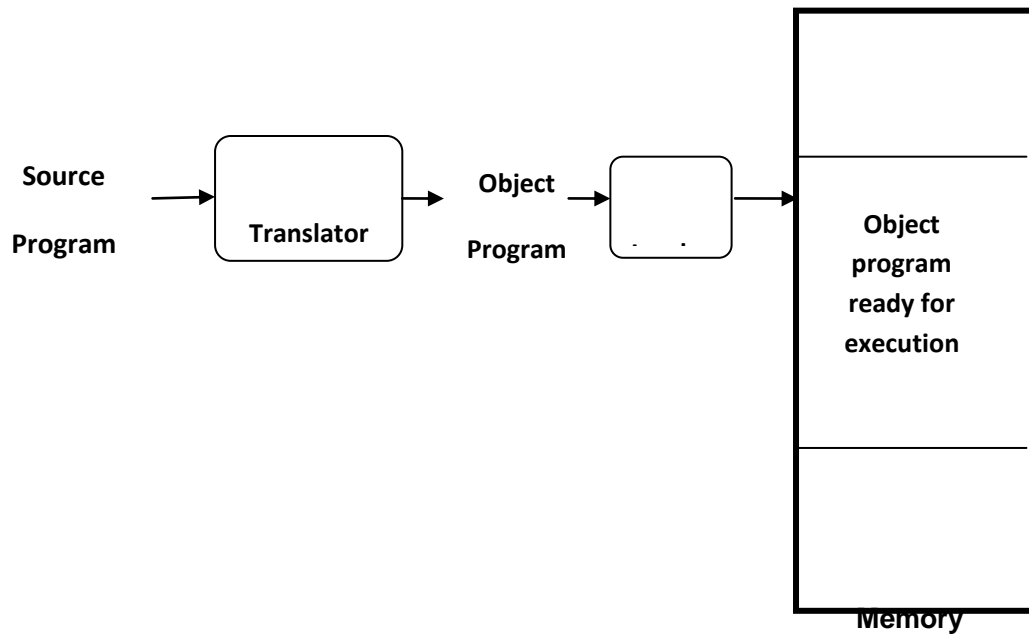 Source
Program
Translator
Object
Program
Object
program
ready for
execution
Memory